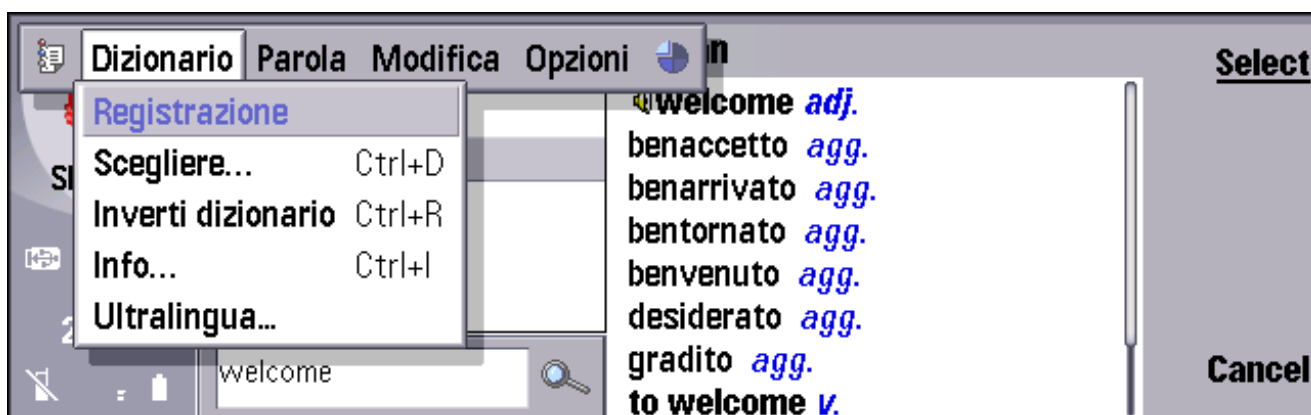 Dizionario Parola Modifica Opzioni
Registrazione
Scegliere... Ctrl+D
Inverti dizionario Ctrl+R
Info... Ctrl+I
Ultralingua...
welcome
welcome adj.
benaccetto agg.
benarrivato agg.
bentornato agg.
benvenuto agg.
desiderato agg.
gradito agg.
to welcome v.
Select
Cancel